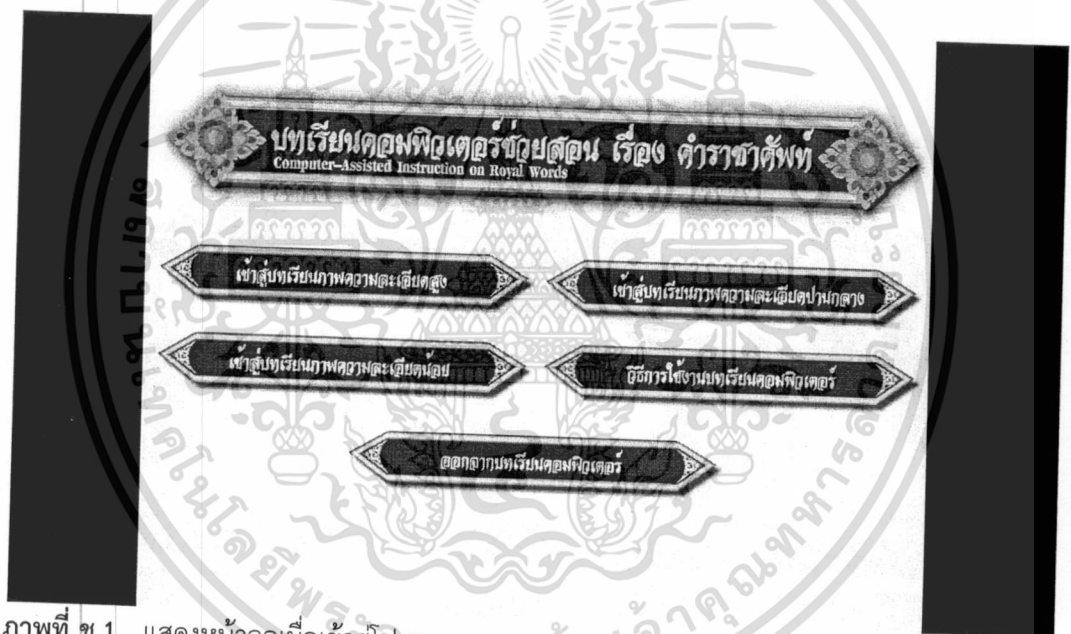 บทเรียนคอมพิวเตอร์ช่วยสอน เรื่อง คำราชาศัพท์
Computer-Assisted Instruction on Royal Words
เข้าสู่บทเรียนภาพความละเอียดสูง
เข้าสู่บทเรียนภาพความละเอียดปานกลาง
เข้าสู่บทเรียนภาพความละเอียดน้อย
วิธีการใช้งานบทเรียนคอมพิวเตอร์
ออกจากบทเรียนคอมพิวเตอร์
ภาพที่ ช.1 แสดงหน้าจอเมื่อเข้าสู่